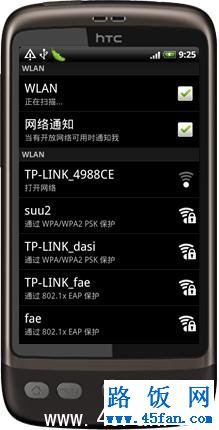 hTC
9:25
WLAN
WLAN
正在扫描...
网络通知
当有开放网络可用时通知我
WLAN
TP-LINK_4988CE
打开网络
suu2
通过 WPA/WPA2 PSK 保护
TP-LINK_dasi
通过 WPA/WPA2 PSK 保护
TP-LINK_fae
通过 802.1x EAP 保护
fae
通过 802.1x EAP 保护
路饭网
www.45fan.com